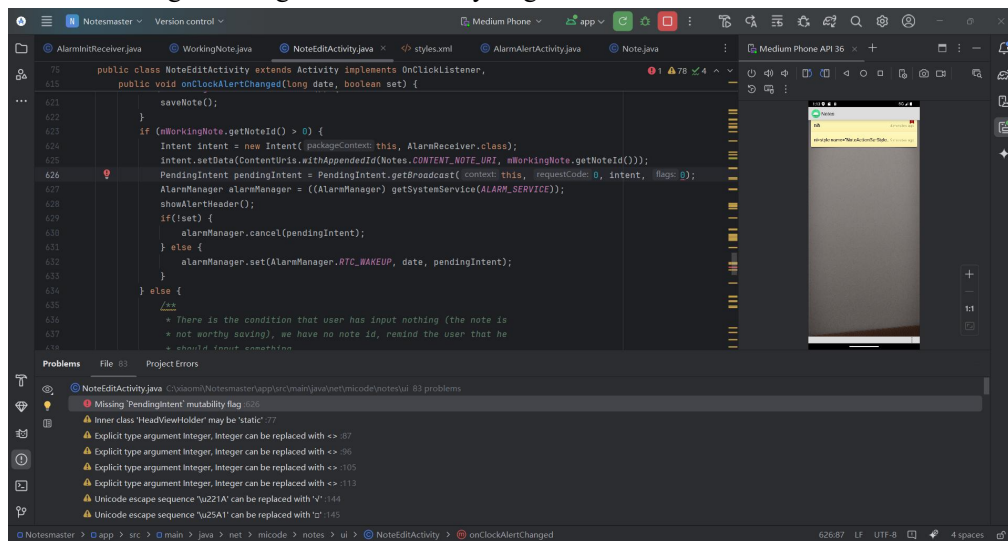 Notesmaster Version control Medium Phone app
AlarmInitReceiver.java WorkingNote.java NoteEditActivity.java styles.xml AlarmAlertActivity.java Note.java
Medium Phone API 36
75 public class NoteEditActivity extends Activity implements OnClickListener,
1 78 4
615 public void onClockAlertChanged(long date, boolean set) {
621 saveNote();
622 }
623 if (mWorkingNote.getNoteId() > 0) {
624 Intent intent = new Intent( packageContext: this, AlarmReceiver.class);
625 intent.setData(ContentUris.withAppendedId(Notes.CONTENT_NOTE_URI, mWorkingNote.getNoteId()));
626 PendingIntent pendingIntent = PendingIntent.getBroadcast( context: this, requestCode: 0, intent, flags: 0);
627 AlarmManager alarmManager = ((AlarmManager) getSystemService(ALARM_SERVICE));
628 showAlertHeader();
629 if(!set) {
630 alarmManager.cancel(pendingIntent);
631 } else {
632 alarmManager.set(AlarmManager.RTC_WAKEUP, date, pendingIntent);
633 }
634 } else {
635 /**
636 * There is the condition that user has input nothing (the note is
637 * not worthy saving), we have no note id, remind the user that he
638 * should input something
Notes
1:1
Problems File 83 Project Errors
NoteEditActivity.java C:\xiaomi\Notesmaster\app\src\main\java\net\micode\notes\ui 83 problems
Missing 'PendingIntent' mutability flag :626
Inner class 'HeadViewHolder' may be 'static' :77
Explicit type argument Integer, Integer can be replaced with <> :87
Explicit type argument Integer, Integer can be replaced with <> :96
Explicit type argument Integer, Integer can be replaced with <> :105
Explicit type argument Integer, Integer can be replaced with <> :113
Unicode escape sequence '\u221A' can be replaced with '√' :144
Unicode escape sequence '\u25A1' can be replaced with '□' :145
Notesmaster > app > src > main > java > net > micode > notes > ui > NoteEditActivity > onClockAlertChanged 626:87 LF UTF-8 4 spaces